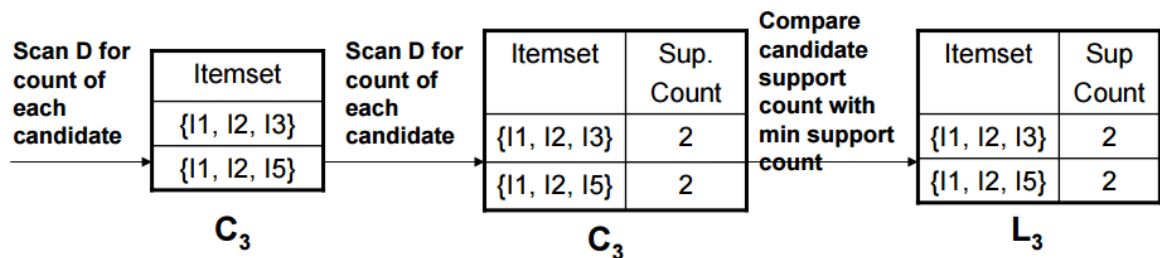 Scan D for
count of
each
candidate
Itemset
{I1, I2, I3}
{I1, I2, I5}
C3
Scan D for
count of
each
candidate
Itemset Sup.
Count
{I1, I2, I3} 2
{I1, I2, I5} 2
C3
Compare
candidate
support
count with
min support
count
Itemset Sup
Count
{I1, I2, I3} 2
{I1, I2, I5} 2
L3